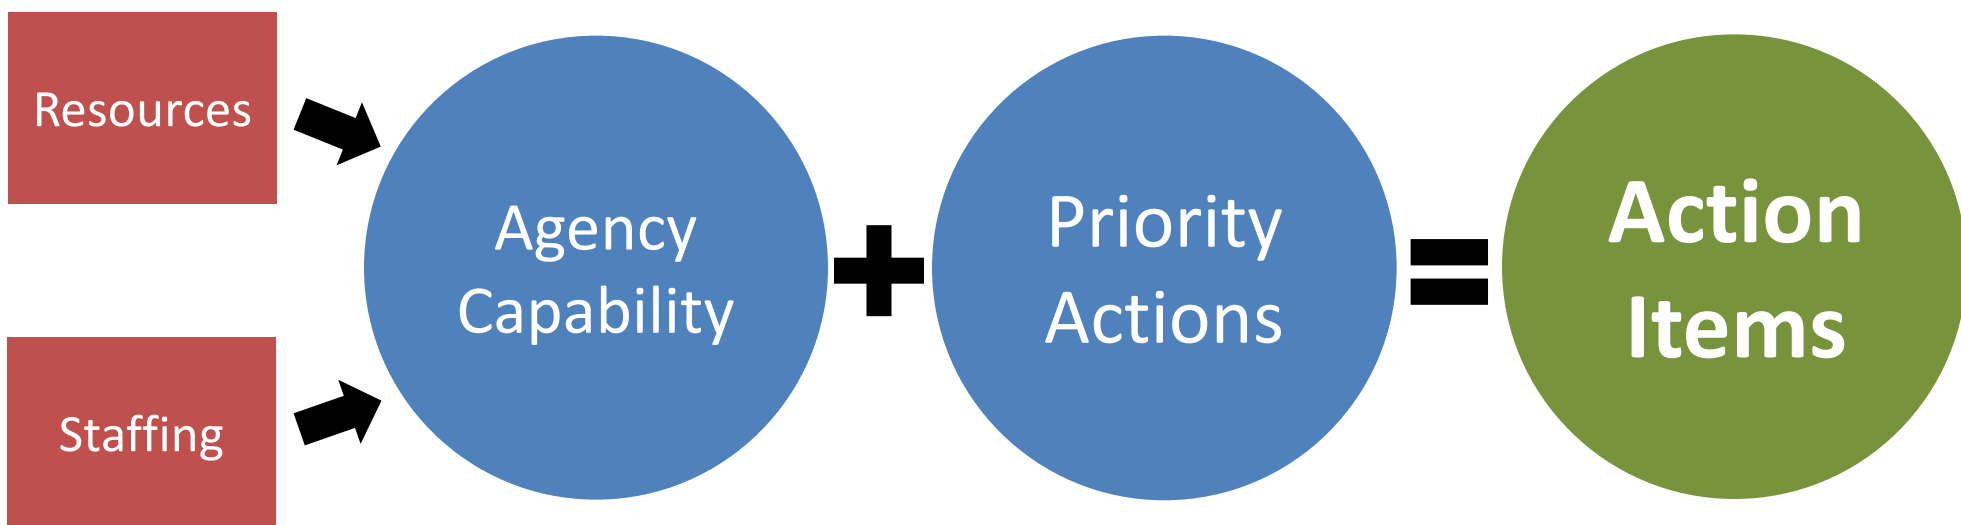 Resources
Staffing
Agency
Capability
Priority
Actions
Action
Items